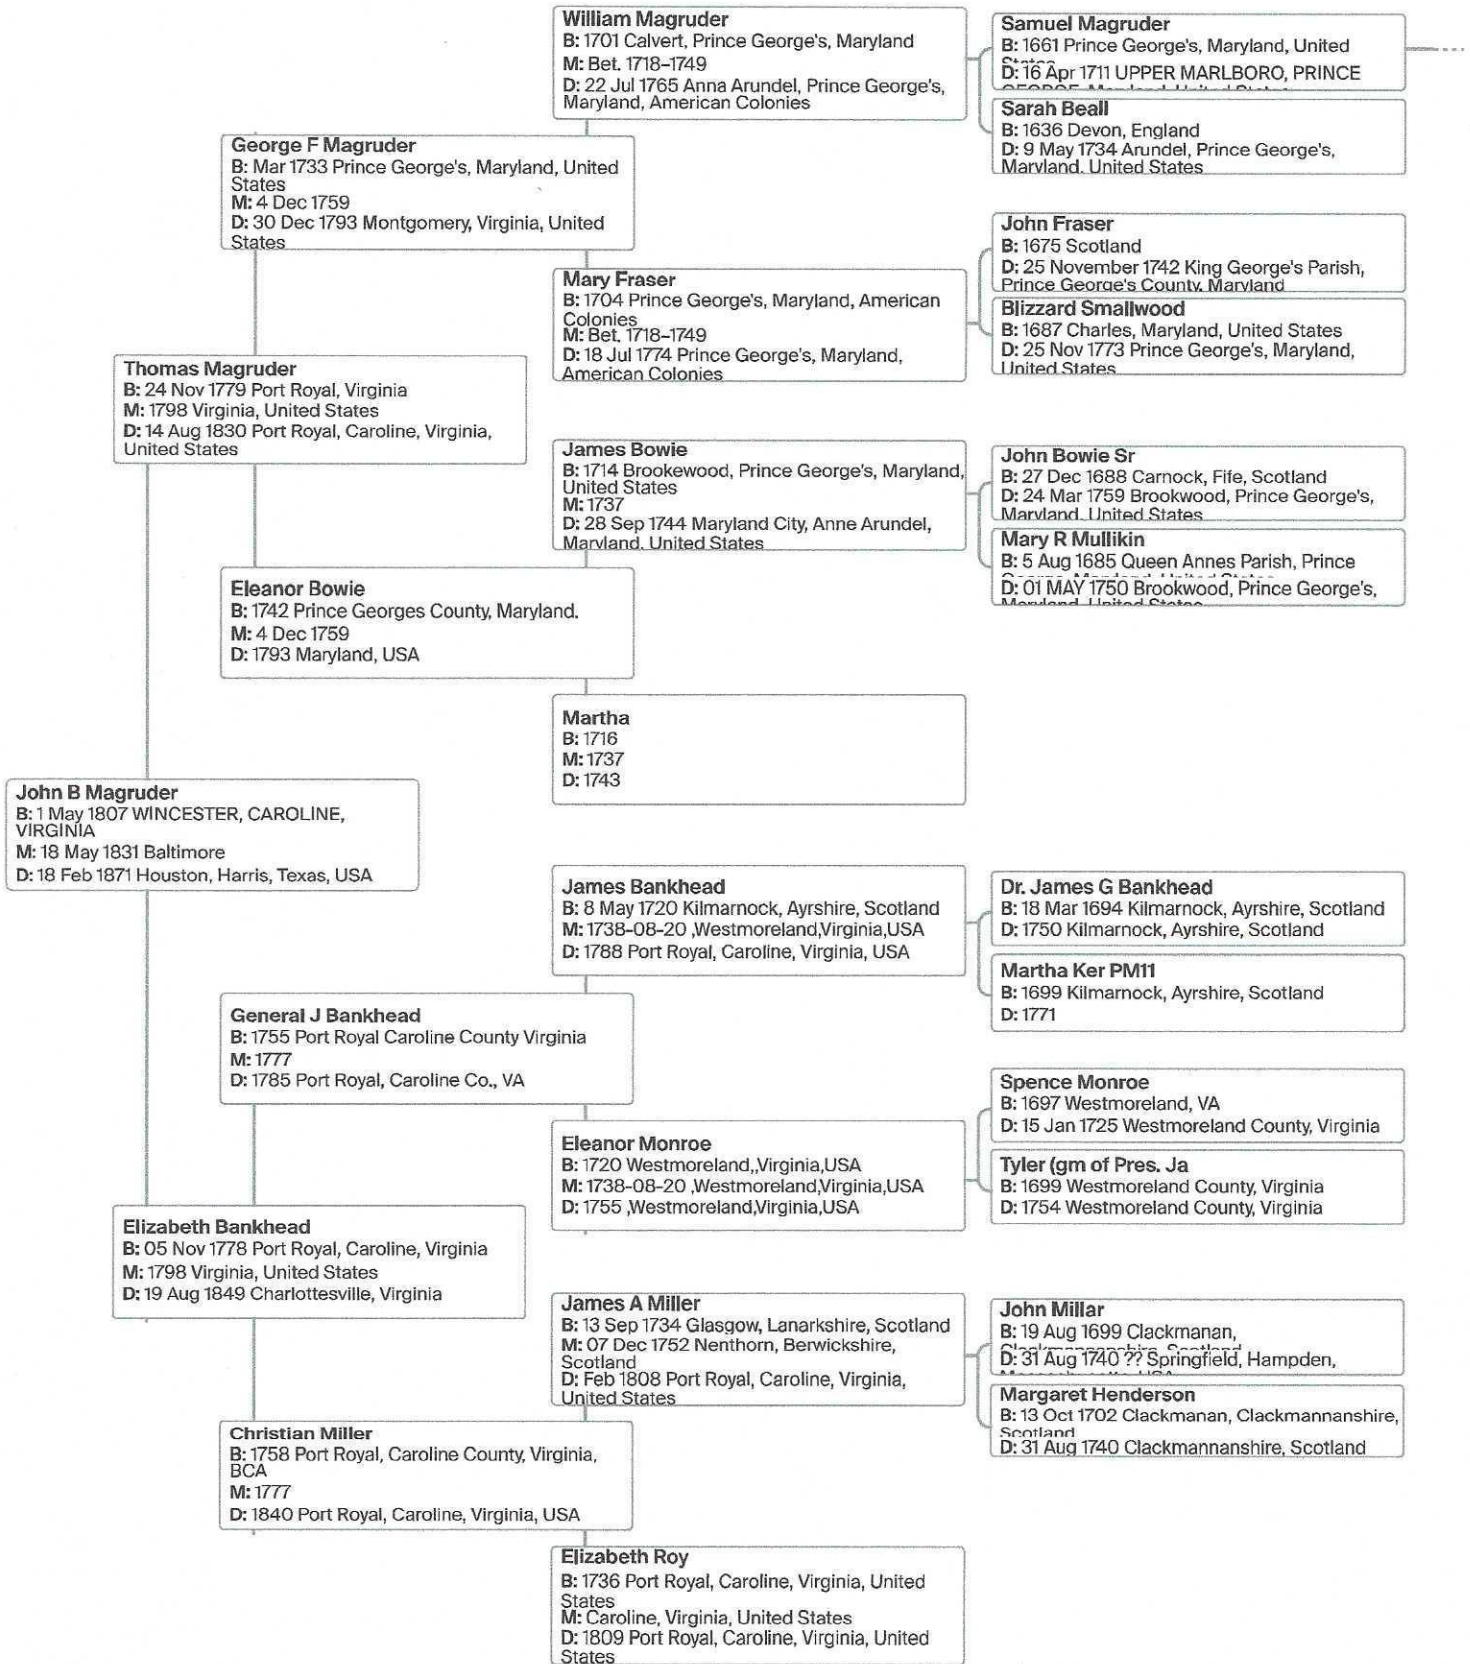 William Magruder
B: 1701 Calvert, Prince George's, Maryland
M: Bet. 1718–1749
D: 22 Jul 1765 Anna Arundel, Prince George's,
Maryland, American Colonies
Samuel Magruder
B: 1661 Prince George's, Maryland, United
States
D: 16 Apr 1711 UPPER MARLBORO, PRINCE
GEORGE, Maryland, United States
Sarah Beall
B: 1636 Devon, England
D: 9 May 1734 Arundel, Prince George's,
Maryland, United States
George F Magruder
B: Mar 1733 Prince George's, Maryland, United
States
M: 4 Dec 1759
D: 30 Dec 1793 Montgomery, Virginia, United
States
John Fraser
B: 1675 Scotland
D: 25 November 1742 King George's Parish,
Prince George's County, Maryland
Mary Fraser
B: 1704 Prince George's, Maryland, American
Colonies
M: Bet. 1718–1749
D: 18 Jul 1774 Prince George's, Maryland,
American Colonies
Blizzard Smallwood
B: 1687 Charles, Maryland, United States
D: 25 Nov 1773 Prince George's, Maryland,
United States
Thomas Magruder
B: 24 Nov 1779 Port Royal, Virginia
M: 1798 Virginia, United States
D: 14 Aug 1830 Port Royal, Caroline, Virginia,
United States
James Bowie
B: 1714 Brookewood, Prince George's, Maryland,
United States
M: 1737
D: 28 Sep 1744 Maryland City, Anne Arundel,
Maryland, United States
John Bowie Sr
B: 27 Dec 1688 Carnock, Fife, Scotland
D: 24 Mar 1759 Brookwood, Prince George's,
Maryland, United States
Mary R Mullikin
B: 5 Aug 1685 Queen Annes Parish, Prince
George, Maryland, United States
D: 01 MAY 1750 Brookwood, Prince George's,
Maryland, United States
Eleanor Bowie
B: 1742 Prince Georges County, Maryland.
M: 4 Dec 1759
D: 1793 Maryland, USA
Martha
B: 1716
M: 1737
D: 1743
John B Magruder
B: 1 May 1807 WINCESTER, CAROLINE,
VIRGINIA
M: 18 May 1831 Baltimore
D: 18 Feb 1871 Houston, Harris, Texas, USA
James Bankhead
B: 8 May 1720 Kilmarnock, Ayrshire, Scotland
M: 1738-08-20 ,Westmoreland,Virginia,USA
D: 1788 Port Royal, Caroline, Virginia, USA
Dr. James G Bankhead
B: 18 Mar 1694 Kilmarnock, Ayrshire, Scotland
D: 1750 Kilmarnock, Ayrshire, Scotland
Martha Ker PM11
B: 1699 Kilmarnock, Ayrshire, Scotland
D: 1771
General J Bankhead
B: 1755 Port Royal Caroline County Virginia
M: 1777
D: 1785 Port Royal, Caroline Co., VA
Eleanor Monroe
B: 1720 Westmoreland,,Virginia,USA
M: 1738-08-20 ,Westmoreland,Virginia,USA
D: 1755 ,Westmoreland,Virginia,USA
Spence Monroe
B: 1697 Westmoreland, VA
D: 15 Jan 1725 Westmoreland County, Virginia
Tyler (gm of Pres. Ja
B: 1699 Westmoreland County, Virginia
D: 1754 Westmoreland County, Virginia
Elizabeth Bankhead
B: 05 Nov 1778 Port Royal, Caroline, Virginia
M: 1798 Virginia, United States
D: 19 Aug 1849 Charlottesville, Virginia
James A Miller
B: 13 Sep 1734 Glasgow, Lanarkshire, Scotland
M: 07 Dec 1752 Nenthorn, Berwickshire,
Scotland
D: Feb 1808 Port Royal, Caroline, Virginia,
United States
John Millar
B: 19 Aug 1699 Clackmanan,
Clackmannanshire, Scotland
D: 31 Aug 1740 ?? Springfield, Hampden,
Massachusetts, USA
Margaret Henderson
B: 13 Oct 1702 Clackmanan, Clackmannanshire,
Scotland
D: 31 Aug 1740 Clackmannanshire, Scotland
Christian Miller
B: 1758 Port Royal, Caroline County, Virginia,
BCA
M: 1777
D: 1840 Port Royal, Caroline, Virginia, USA
Elizabeth Roy
B: 1736 Port Royal, Caroline, Virginia, United
States
M: Caroline, Virginia, United States
D: 1809 Port Royal, Caroline, Virginia, United
States